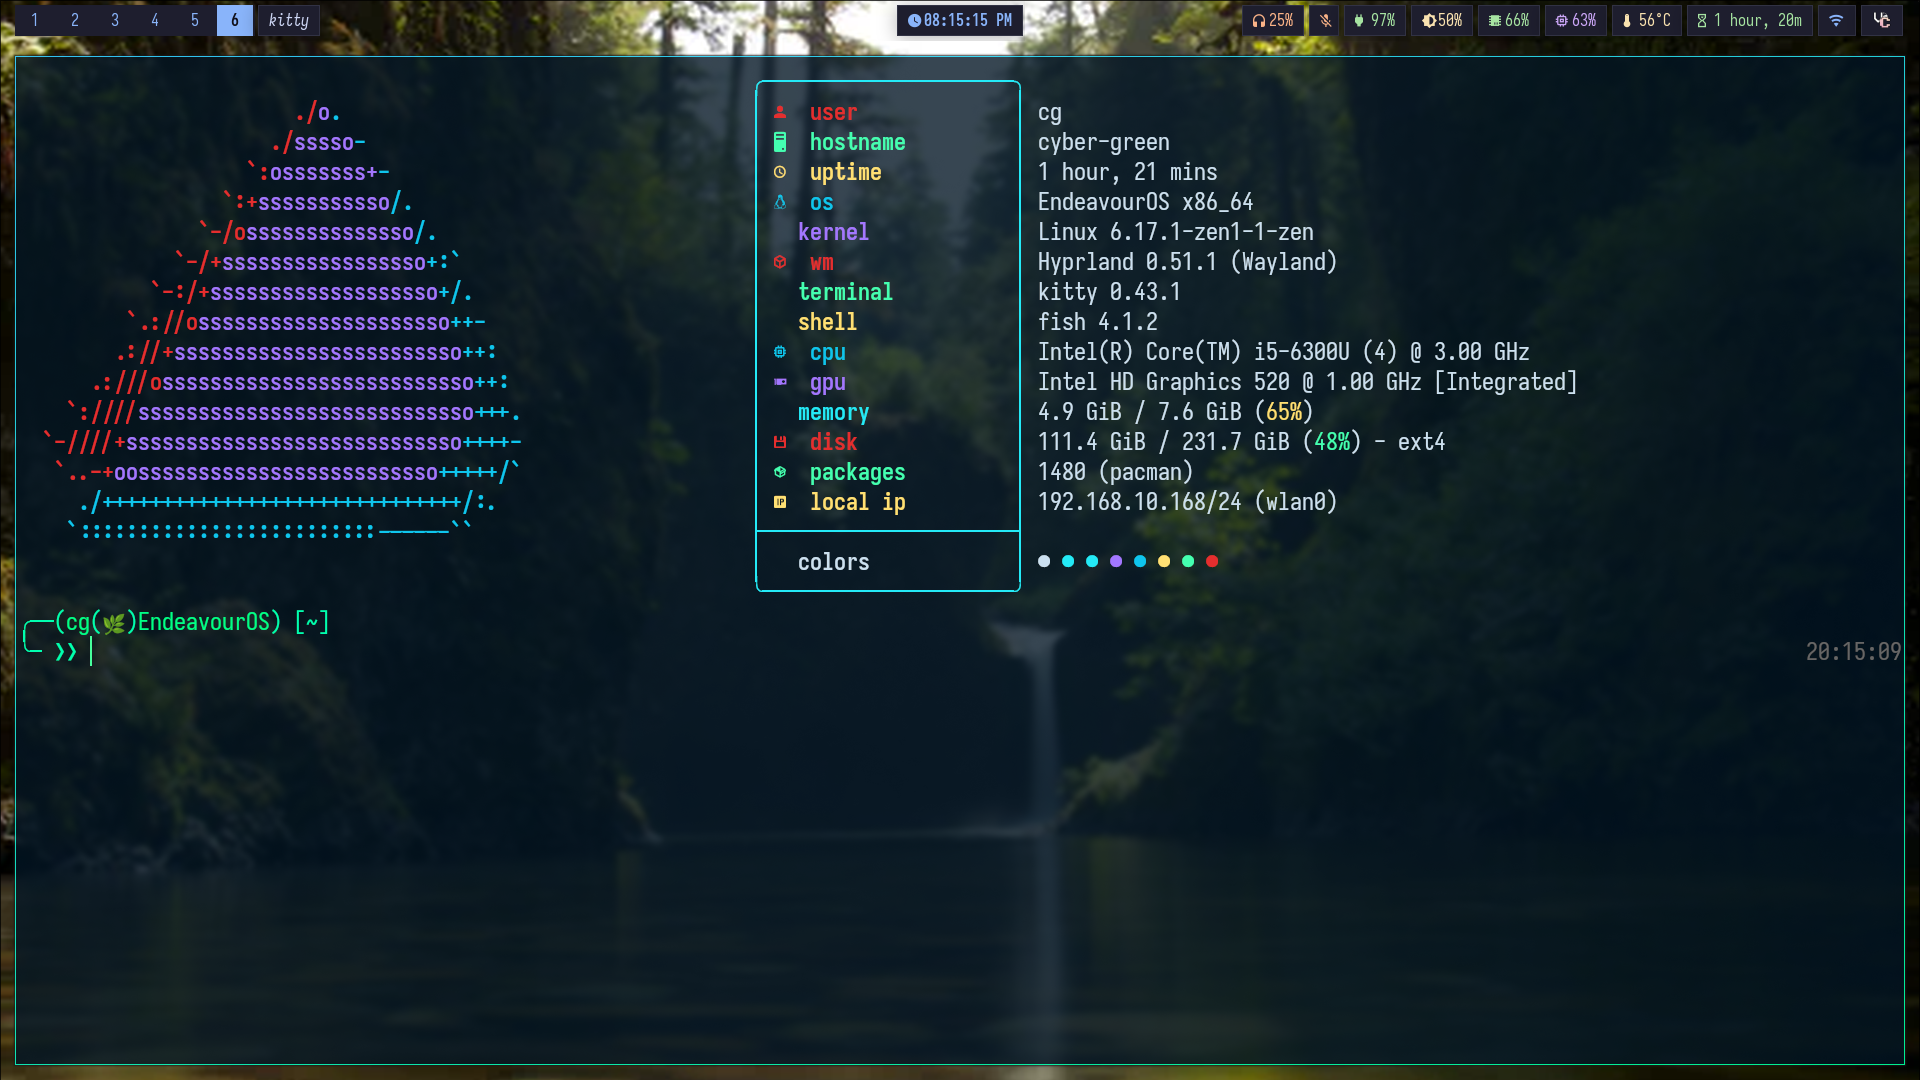 1 2 3 4 5 6 kitty 08:15:15 PM 25% 97% 50% 66% 63% 56°C 1 hour, 20m
./o.
./sssso-
`:osssssss+-
`:+sssssssssso/.
`-/ossssssssssssso/.
`-/+sssssssssssssssso+:`
`-:/+sssssssssssssssssso+/.
`.://osssssssssssssssssssso++-
.://+ssssssssssssssssssssssso++:
.:///ossssssssssssssssssssssssso++:
`:////ssssssssssssssssssssssssssso+++.
`-////+ssssssssssssssssssssssssssso++++-
`..-+oosssssssssssssssssssssssso+++++/`
./++++++++++++++++++++++++++++++/:.
`:::::::::::::::::::::::::------``
user cg
hostname cyber-green
uptime 1 hour, 21 mins
os EndeavourOS x86_64
kernel Linux 6.17.1-zen1-1-zen
wm Hyprland 0.51.1 (Wayland)
terminal kitty 0.43.1
shell fish 4.1.2
cpu Intel(R) Core(TM) i5-6300U (4) @ 3.00 GHz
gpu Intel HD Graphics 520 @ 1.00 GHz [Integrated]
memory 4.9 GiB / 7.6 GiB (65%)
disk 111.4 GiB / 231.7 GiB (48%) - ext4
packages 1480 (pacman)
local ip 192.168.10.168/24 (wlan0)
colors
(cg(🌿)EndeavourOS) [~]
❯❯ 20:15:09